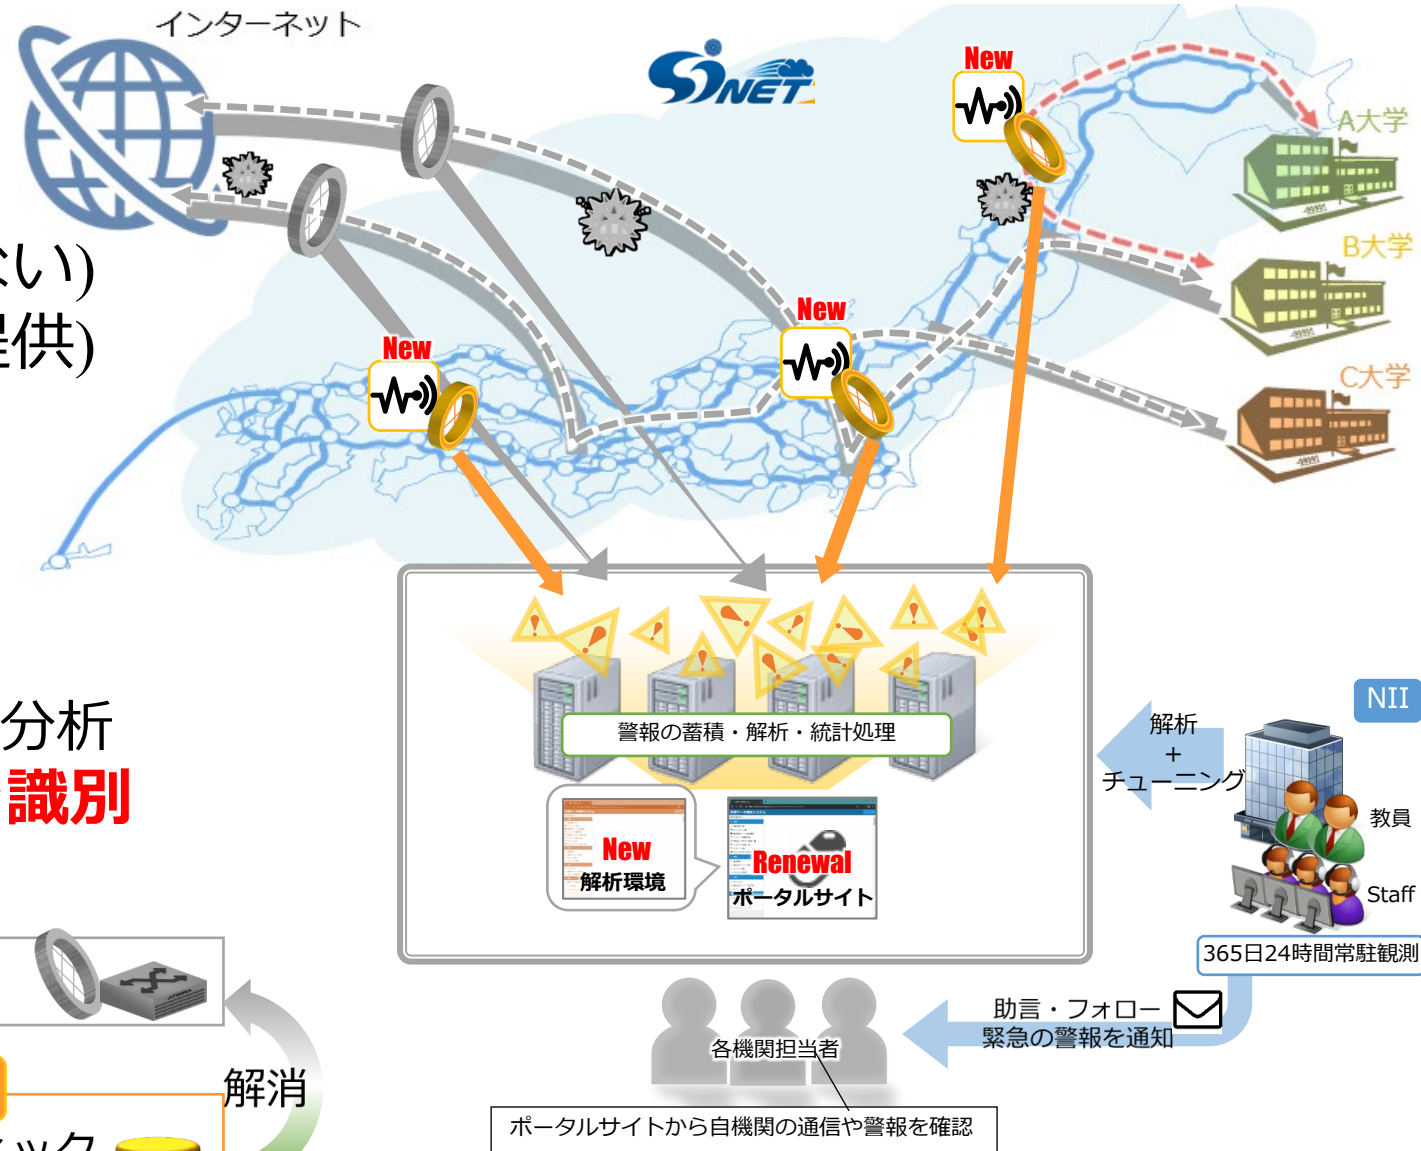 インターネット
SINET
New
A大学
B大学
ない)
New
提供)
New
C大学
NII
分析
警報の蓄積・解析・統計処理
解析
+
チューニング
識別
教員
New
解析環境
Renewal
ポータルサイト
Staff
365日24時間常駐観測
助言・フォロー
緊急の警報を通知
各機関担当者
解消
ポータルサイトから自機関の通信や警報を確認